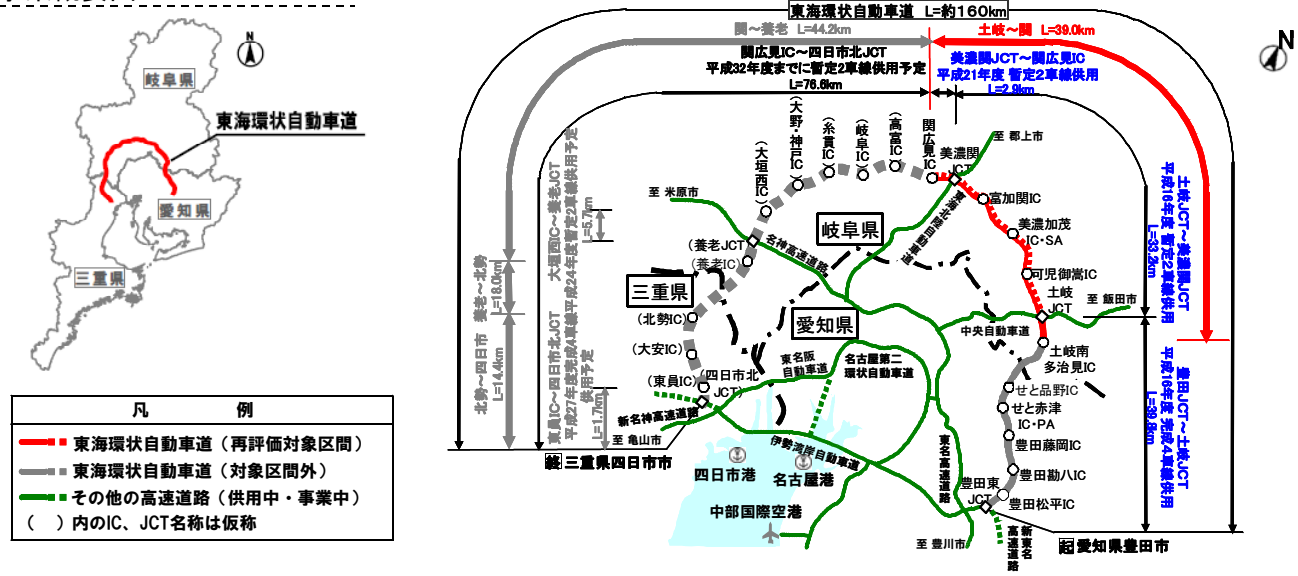 N
岐阜県
東海環状自動車道
愛知県
三重県
凡　　　例
東海環状自動車道（再評価対象区間）
東海環状自動車道（対象区間外）
その他の高速道路（供用中・事業中）
（　）内のIC、JCT名称は仮称
東海環状自動車道 L=約160km
関～養老 L=44.2km
土岐～関 L=39.0km
関広見IC～四日市北JCT
平成32年度までに暫定2車線供用予定
L=76.6km
美濃関JCT～関広見IC
平成21年度 暫定2車線供用
L=2.9km
N
土岐JCT～美濃関JCT
平成16年度 暫定2車線供用
L=33.2km
豊田JCT～土岐JCT
平成16年度 完成4車線供用
L=39.8km
養老～北勢
L=18.0km
北勢～四日市
L=14.4km
大垣西IC～養老JCT
平成24年度暫定2車線供用予定
L=5.7km
東員IC～四日市北JCT
平成27年度完成4車線
供用予定
L=1.7km
（大垣西IC）
（大野・神戸IC）
（糸貫IC）
（岐阜IC）
（高富IC）
関広見IC
美濃関
JCT
至 郡上市
富加関IC
美濃加茂
IC・SA
可児御嵩IC
土岐
JCT
至 飯田市
中央自動車道
土岐南
多治見IC
せと品野IC
せと赤津
IC・PA
豊田藤岡IC
豊田勘八IC
豊田東
JCT
豊田松平IC
至 米原市
（養老JCT）
（養老IC）
名神高速道路
東海北陸自動車道
岐阜県
三重県
愛知県
（北勢IC）
（大安IC）
（東員IC）
（四日市北
JCT）
東名阪
自動車道
名古屋第二
環状自動車道
新名神高速道路
至 亀山市
伊勢湾岸自動車道
東名高速道路
終 三重県四日市市
四日市港
名古屋港
中部国際空港
至 豊川市
新東名
高速道路
起 愛知県豊田市